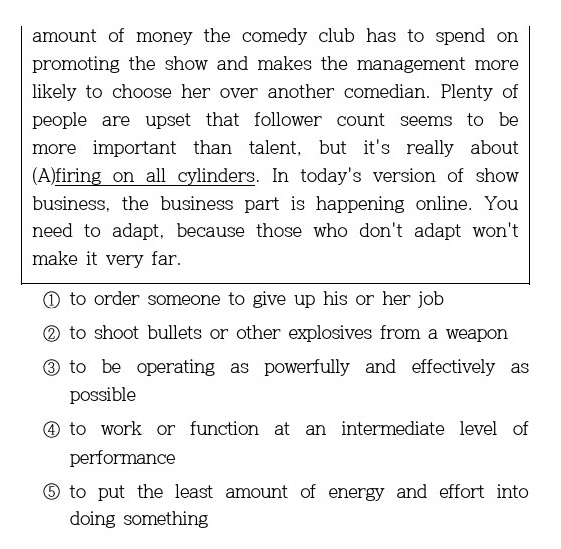 amount of money the comedy club has to spend on
promoting the show and makes the management more
likely to choose her over another comedian. Plenty of
people are upset that follower count seems to be
more important than talent, but it's really about
(A)firing on all cylinders. In today's version of show
business, the business part is happening online. You
need to adapt, because those who don't adapt won't
make it very far.
① to order someone to give up his or her job
② to shoot bullets or other explosives from a weapon
③ to be operating as powerfully and effectively as
possible
④ to work or function at an intermediate level of
performance
⑤ to put the least amount of energy and effort into
doing something